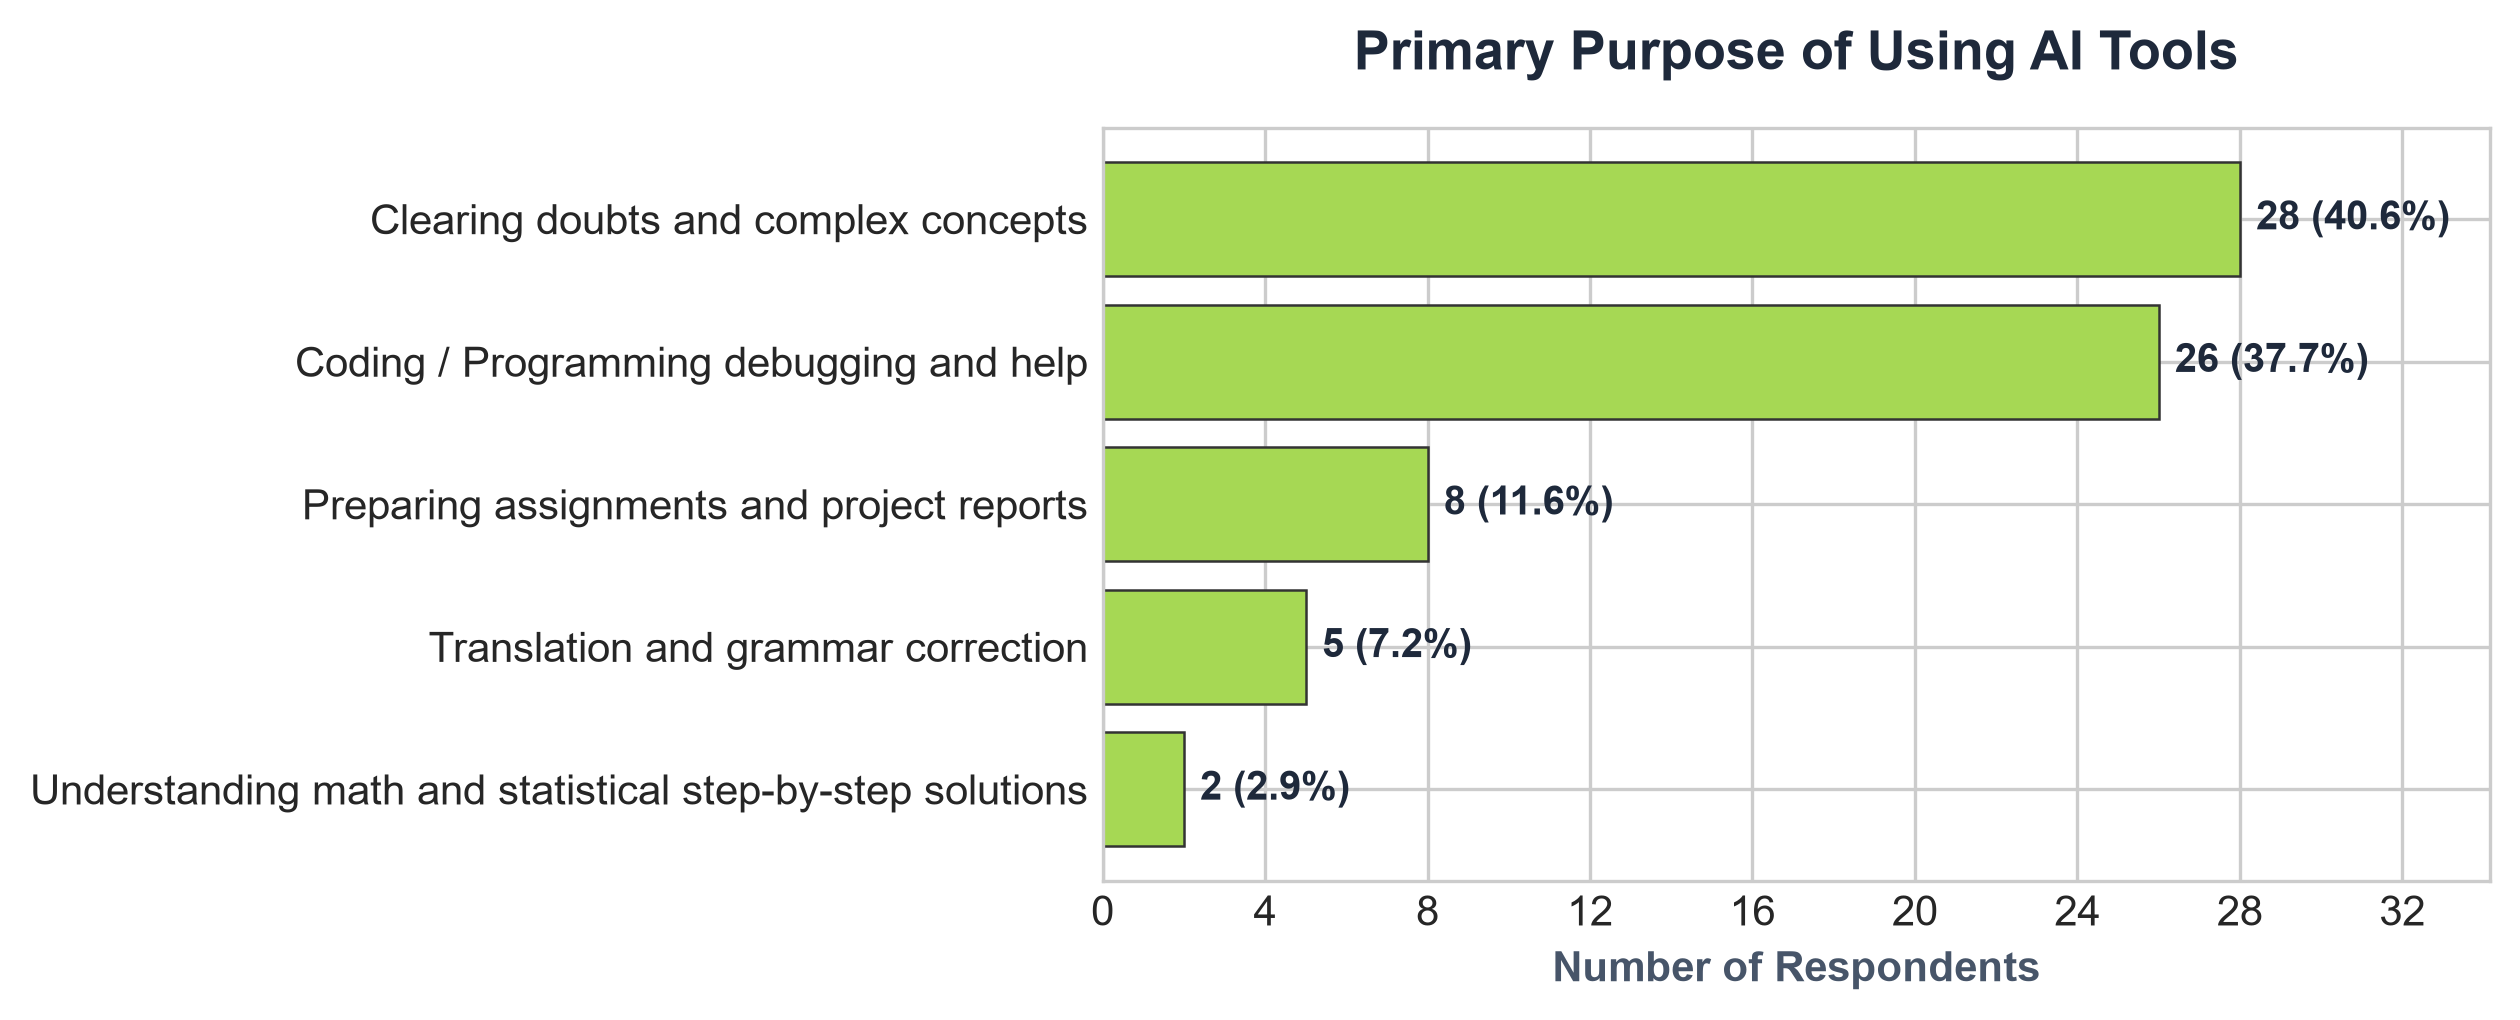 Primary Purpose of Using AI Tools
Clearing doubts and complex concepts
28 (40.6%)
Coding / Programming debugging and help
26 (37.7%)
Preparing assignments and project reports
8 (11.6%)
Translation and grammar correction
5 (7.2%)
Understanding math and statistical step-by-step solutions
2 (2.9%)
0 4 8 12 16 20 24 28 32
Number of Respondents